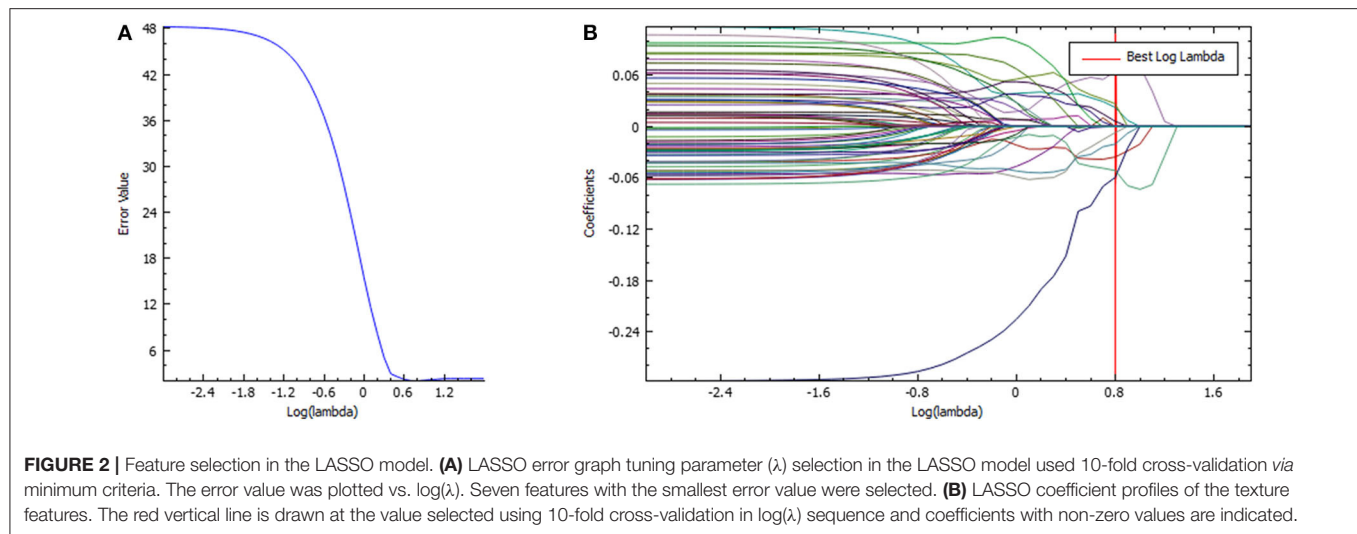 A
48
42
36
30
24
18
12
6
Error Value
-2.4
-1.8
-1.2
-0.6
0
0.6
1.2
Log(lambda)
B
0.06
0
-0.06
-0.12
-0.18
-0.24
Coefficients
Best Log Lambda
-2.4
-1.6
-0.8
0
0.8
1.6
Log(lambda)
FIGURE 2 | Feature selection in the LASSO model. (A) LASSO error graph tuning parameter (λ) selection in the LASSO model used 10-fold cross-validation via
minimum criteria. The error value was plotted vs. log(λ). Seven features with the smallest error value were selected. (B) LASSO coefficient profiles of the texture
features. The red vertical line is drawn at the value selected using 10-fold cross-validation in log(λ) sequence and coefficients with non-zero values are indicated.